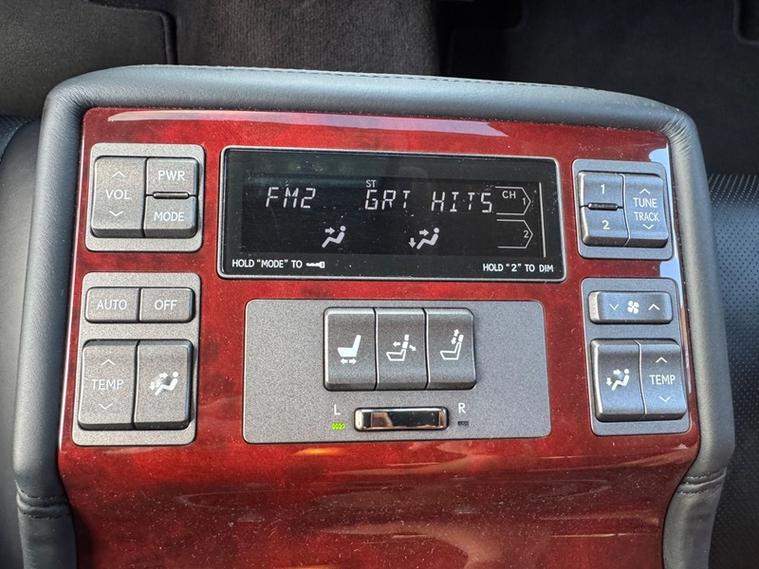 VOL
PWR
MODE
ST
FM2 GRT HITS
CH
1
2
HOLD "MODE" TO
HOLD "2" TO DIM
1
2
TUNE
TRACK
AUTO
OFF
TEMP
TEMP
L
R